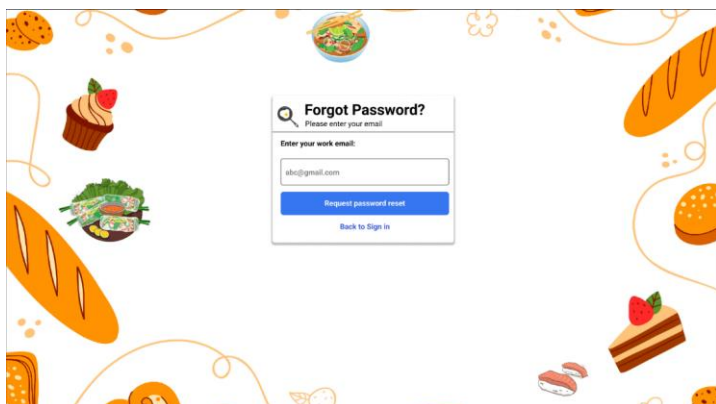 Forgot Password?
Please enter your email
Enter your work email:
abc@gmail.com
Request password reset
Back to Sign in